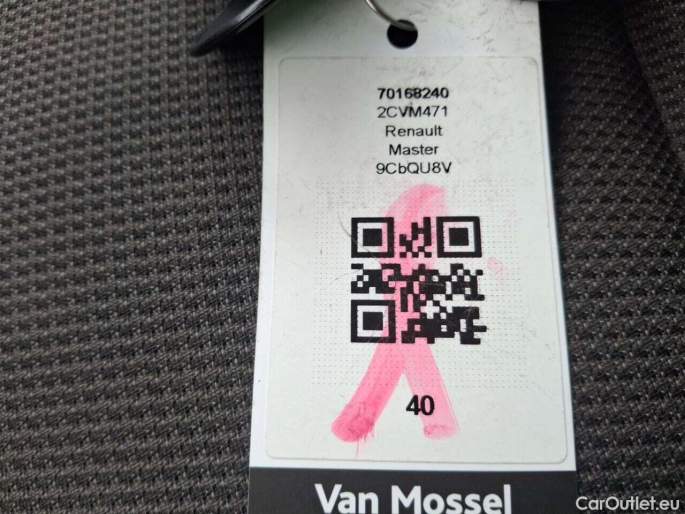 70168240
2CVM471
Renault
Master
9CbQU8V
40
Van Mossel
CarOutlet.eu